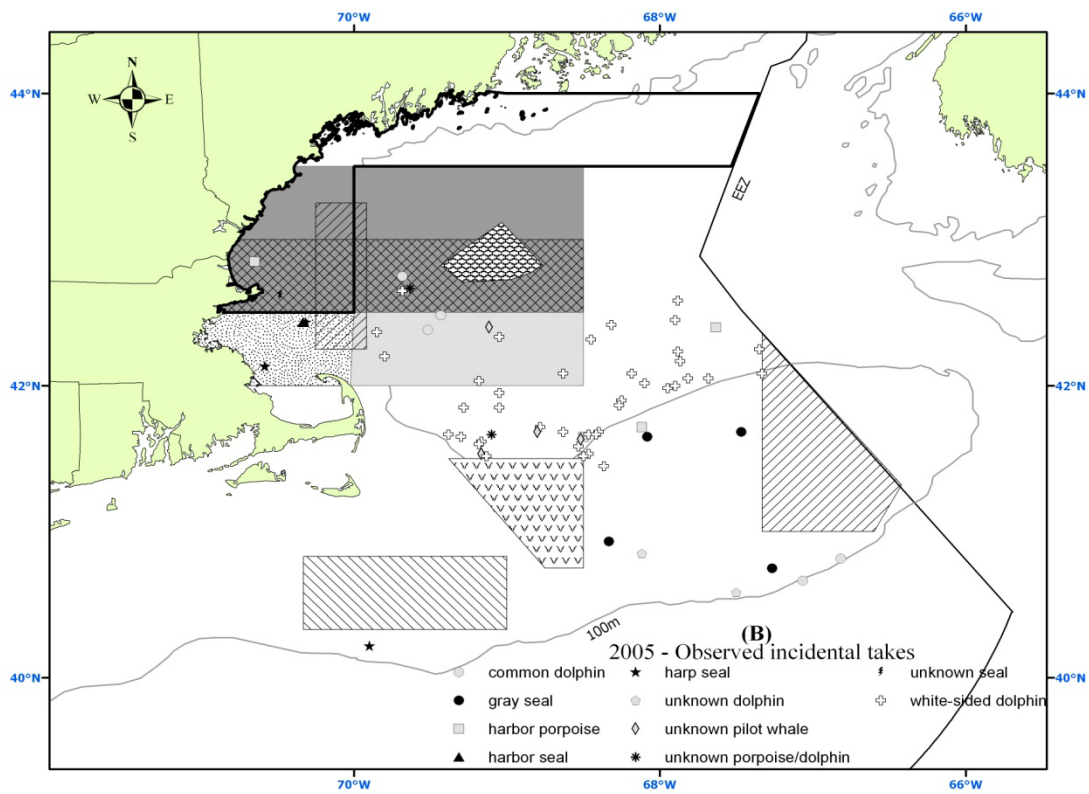 70°W 68°W 66°W
N
W E
S
44°N 44°N
EEZ
42°N 42°N
100m
(B)
2005 - Observed incidental takes
40°N 40°N
common dolphin harp seal unknown seal
gray seal unknown dolphin white-sided dolphin
harbor porpoise unknown pilot whale
harbor seal unknown porpoise/dolphin
70°W 68°W 66°W